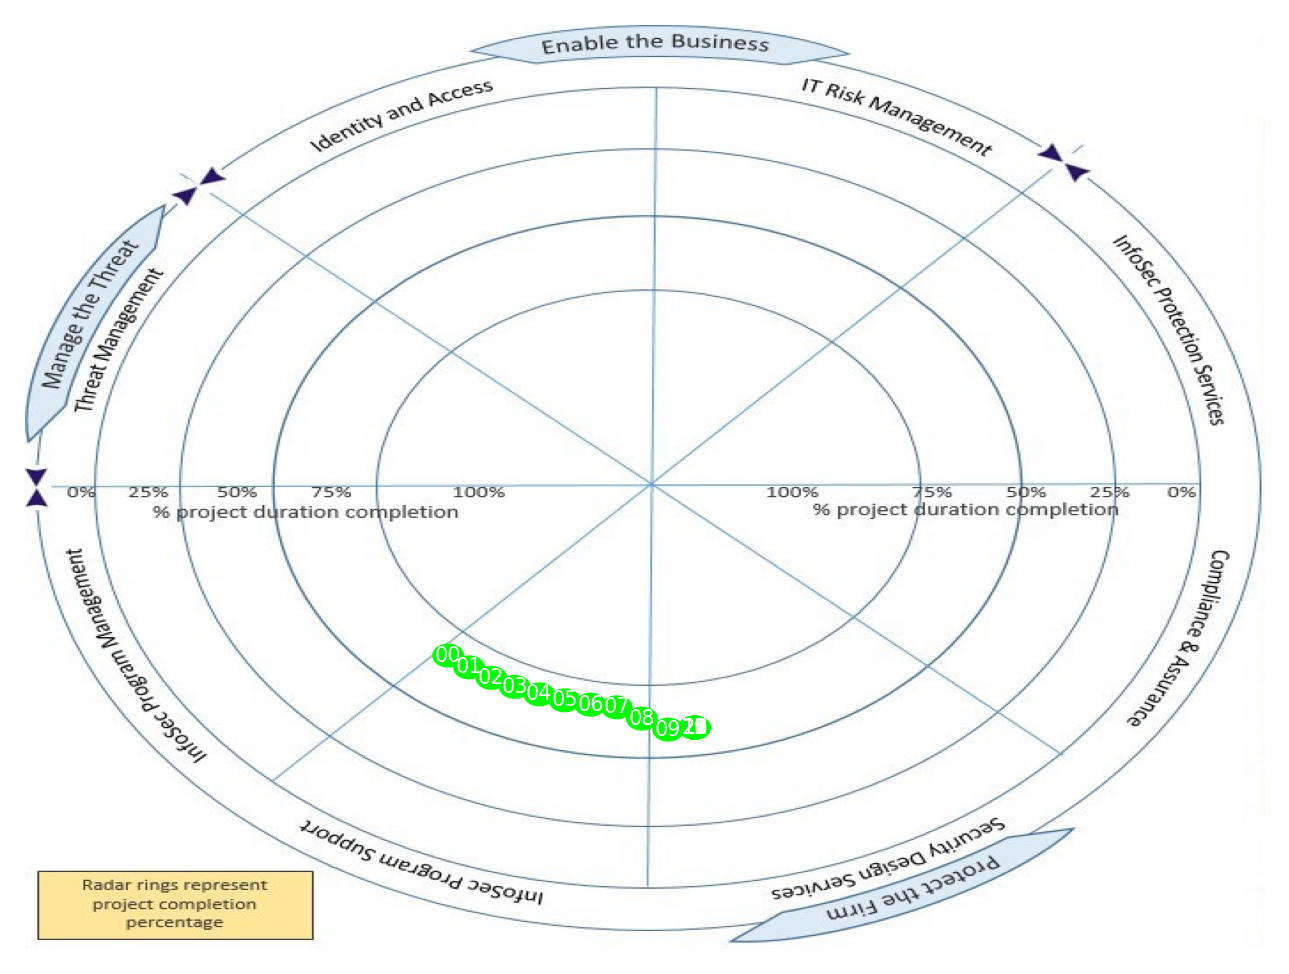 Enable the Business
Identity and Access
IT Risk Management
Manage the Threat
Threat Management
InfoSec Protection Services
0% 25% 50% 75% 100% 100% 75% 50% 25% 0%
% project duration completion
% project duration completion
InfoSec Program Management
Compliance & Assurance
00
01
02
03
04
05
06
07
08
09
InfoSec Program Support
Security Design Services
Protect the Firm
Radar rings represent
project completion
percentage